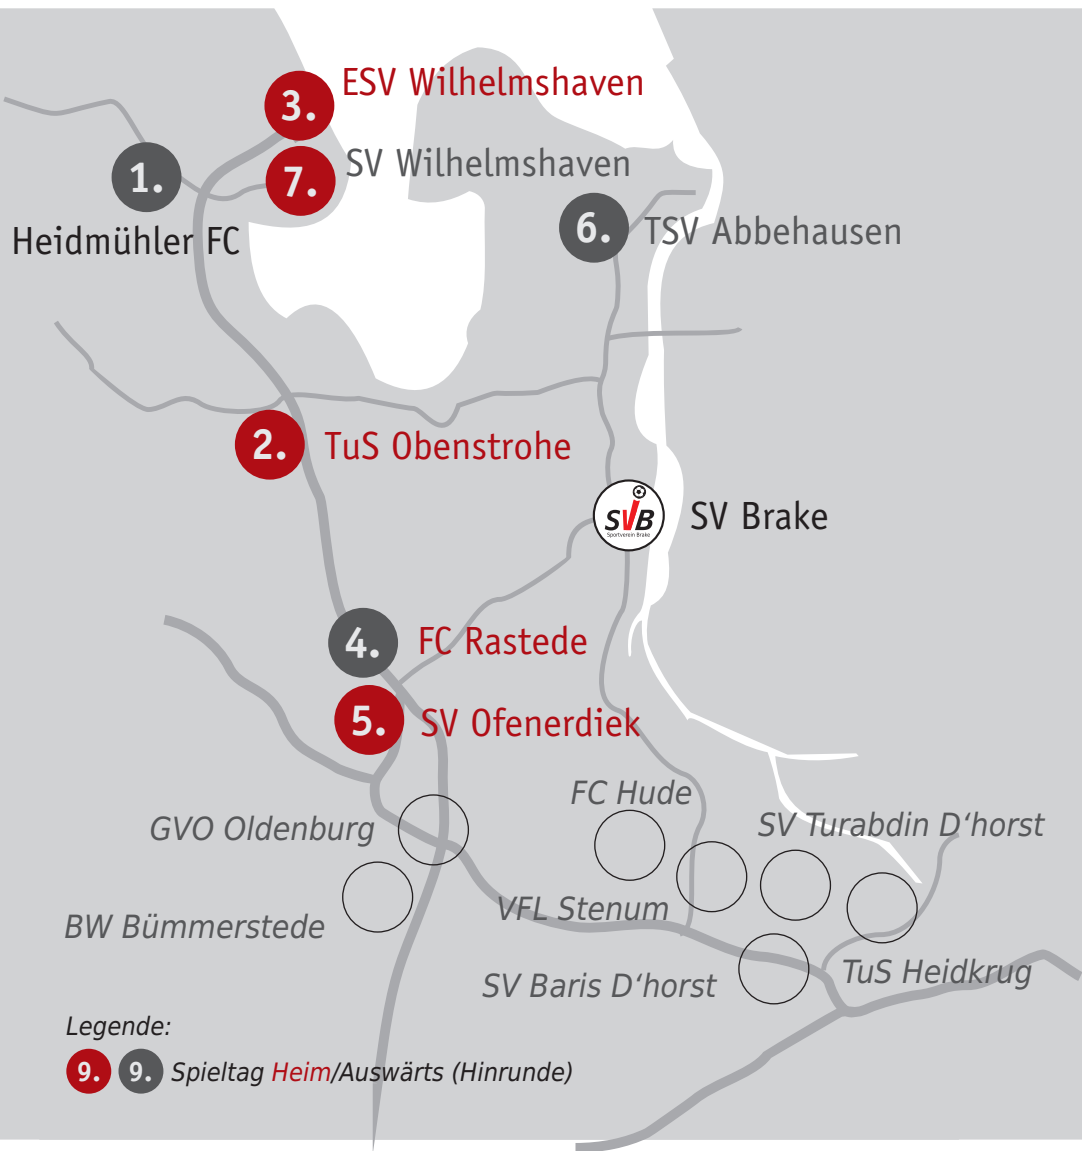 3. ESV Wilhelmshaven
1.
7. SV Wilhelmshaven
Heidmühler FC
6. TSV Abbehausen
2. TuS Obenstrohe
SVB
Sportverein Brake
SV Brake
4. FC Rastede
5. SV Ofenerdiek
FC Hude
GVO Oldenburg
SV Turabdin D‘horst
VFL Stenum
BW Bümmerstede
TuS Heidkrug
SV Baris D‘horst
Legende:
9. 9. Spieltag Heim/Auswärts (Hinrunde)